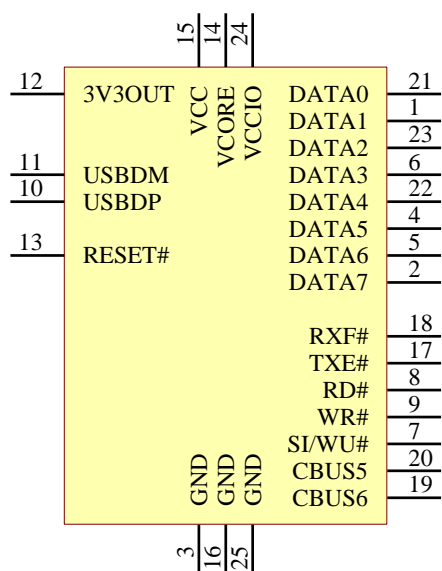 15 14 24
VCC VCORE VCCIO
12 3V3OUT
11 USBDM
10 USBDP
13 RESET#
DATA0 21
DATA1 1
DATA2 23
DATA3 6
DATA4 22
DATA5 4
DATA6 5
DATA7 2
RXF# 18
TXE# 17
RD# 8
WR# 9
SI/WU# 7
CBUS5 20
CBUS6 19
GND GND GND
3 16 25